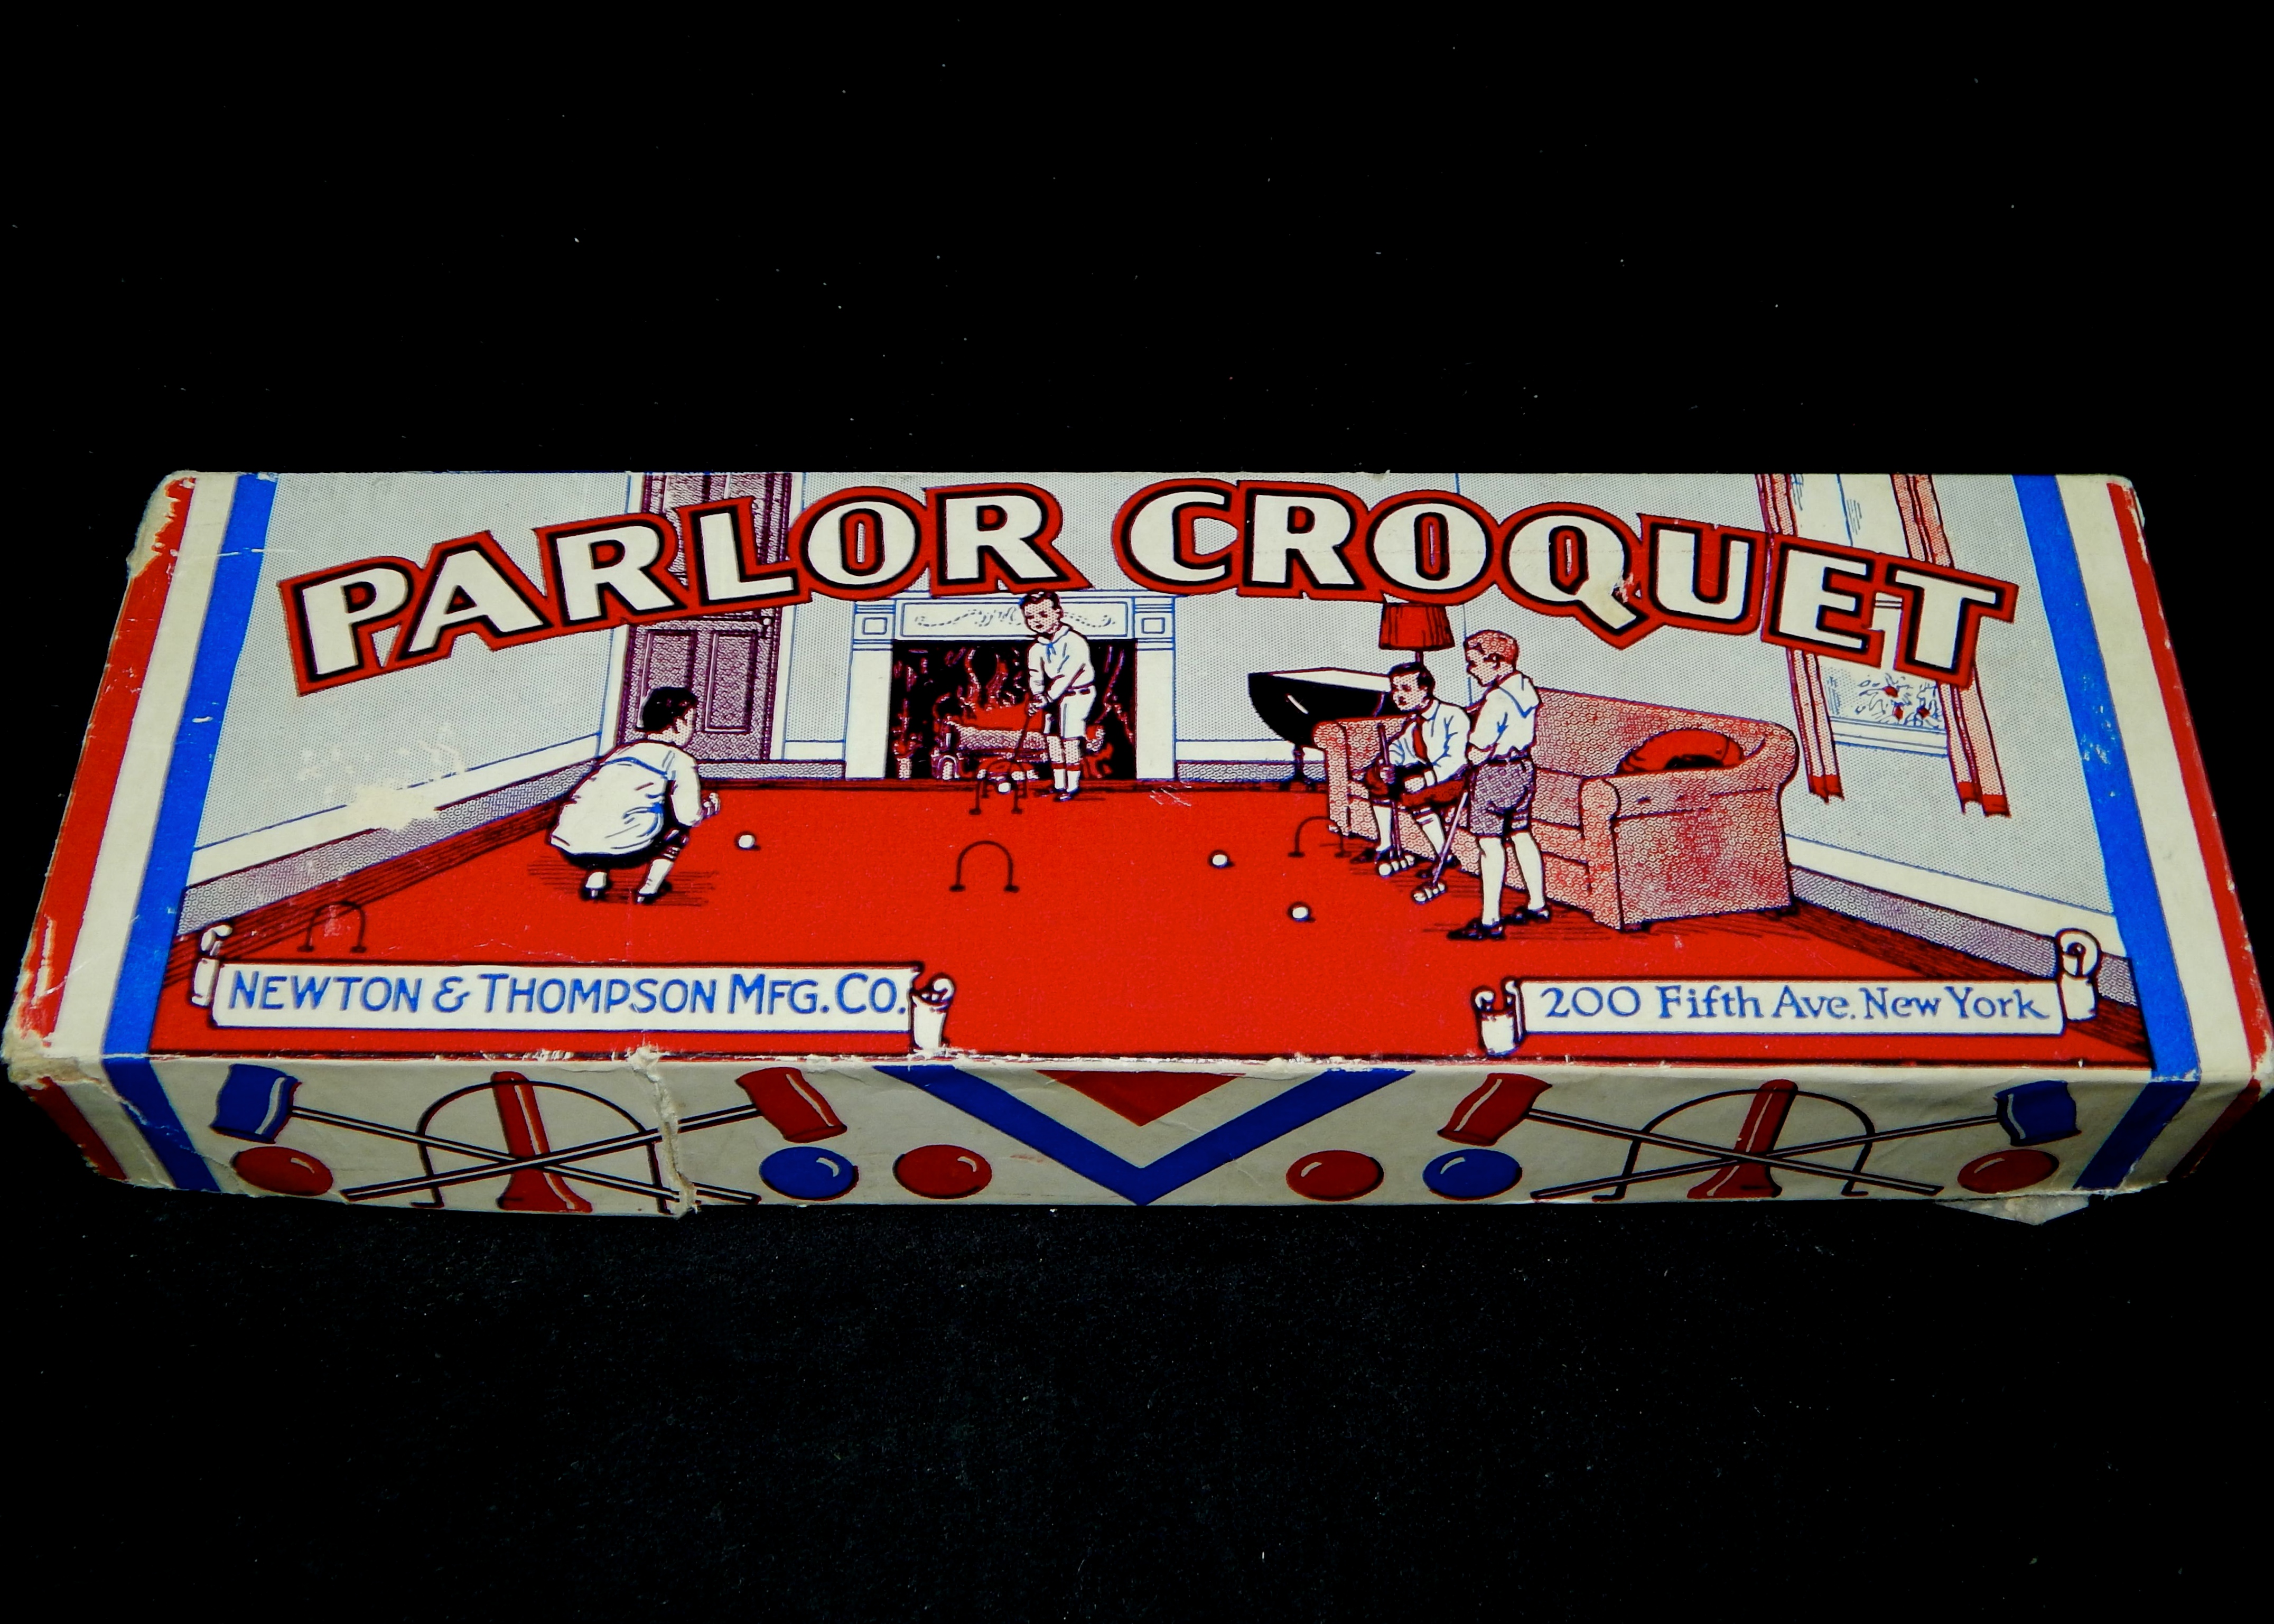 PARLOR CROQUET
NEWTON & THOMPSON MFG. CO.
200 Fifth Ave. New York